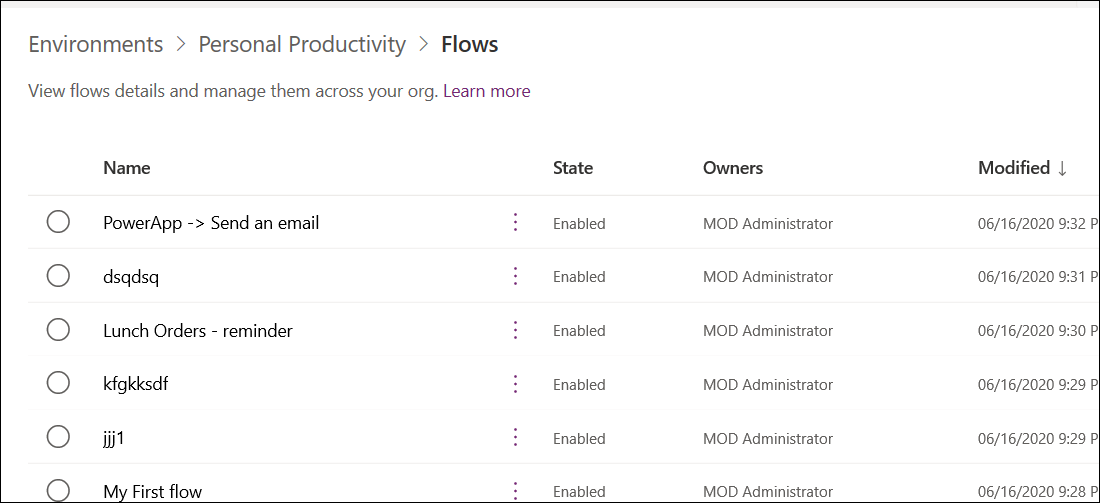 Environments > Personal Productivity > Flows
View flows details and manage them across your org. Learn more
Name State Owners Modified ↓
PowerApp -> Send an email Enabled MOD Administrator 06/16/2020 9:32 P
dsqdsq Enabled MOD Administrator 06/16/2020 9:31 P
Lunch Orders - reminder Enabled MOD Administrator 06/16/2020 9:30 P
kfgkksdf Enabled MOD Administrator 06/16/2020 9:29 P
jjj1 Enabled MOD Administrator 06/16/2020 9:29 P
My First flow Enabled MOD Administrator 06/16/2020 9:28 P